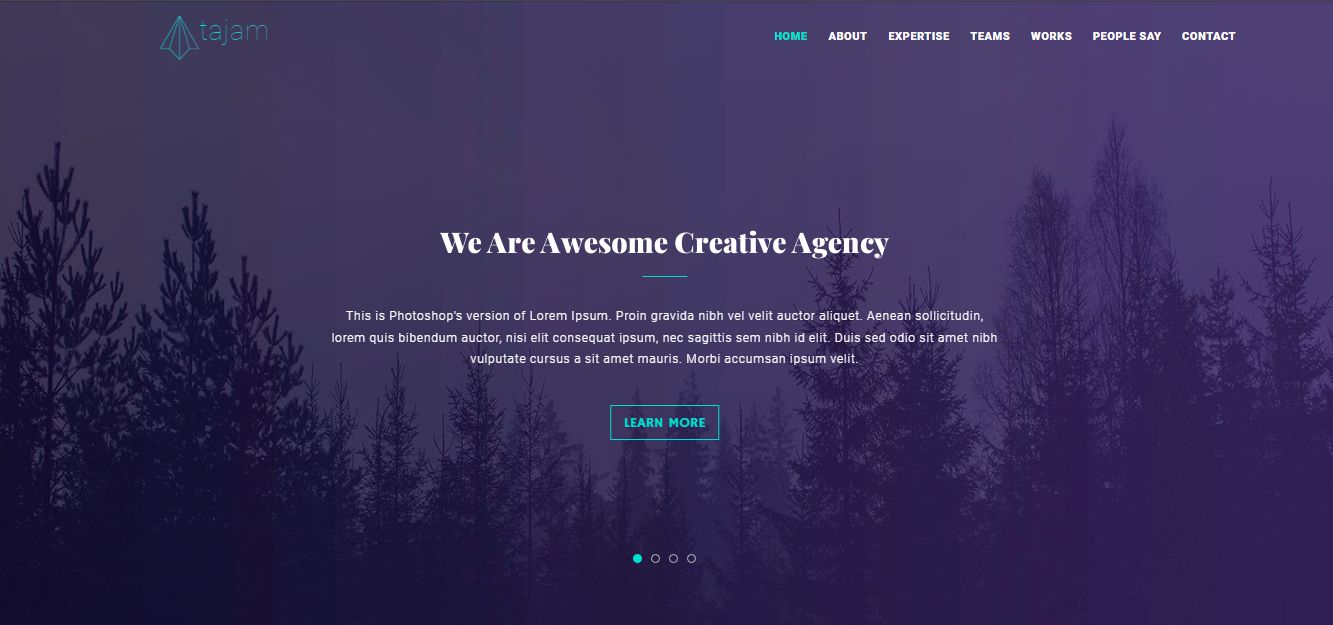 tajam
HOME ABOUT EXPERTISE TEAMS WORKS PEOPLE SAY CONTACT
We Are Awesome Creative Agency
This is Photoshop's version of Lorem Ipsum. Proin gravida nibh vel velit auctor aliquet. Aenean sollicitudin,
lorem quis bibendum auctor, nisi elit consequat ipsum, nec sagittis sem nibh id elit. Duis sed odio sit amet nibh
vulputate cursus a sit amet mauris. Morbi accumsan ipsum velit.
LEARN MORE